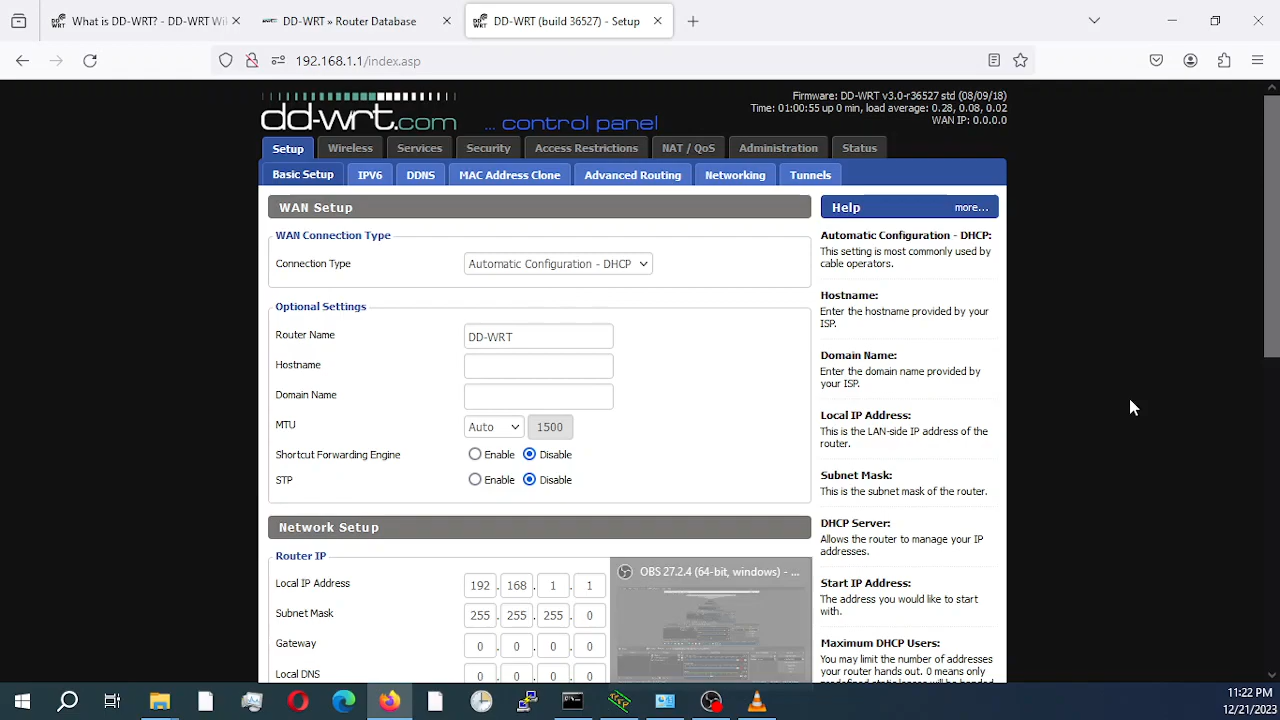 What is DD-WRT? - DD-WRT Wi
DD-WRT » Router Database
DD-WRT (build 36527) - Setup
192.168.1.1/index.asp
dd-wrt.com
... control panel
Firmware: DD-WRT v3.0-r36527 std (08/09/18)
Time: 01:00:55 up 0 min, load average: 0.28, 0.08, 0.02
WAN IP: 0.0.0.0
Setup Wireless Services Security Access Restrictions NAT / QoS Administration Status
Basic Setup IPV6 DDNS MAC Address Clone Advanced Routing Networking Tunnels
WAN Setup
WAN Connection Type
Connection Type Automatic Configuration - DHCP
Optional Settings
Router Name DD-WRT
Hostname
Domain Name
MTU Auto 1500
Shortcut Forwarding Engine Enable Disable
STP Enable Disable
Network Setup
Router IP
Local IP Address 192.168.1.1
Subnet Mask 255.255.255.0
Gateway 0.0.0.0
Local DNS
OBS 27.2.4 (64-bit, windows) - ...
Help more...
Automatic Configuration - DHCP:
This setting is most commonly used by
cable operators.
Hostname:
Enter the hostname provided by your
ISP.
Domain Name:
Enter the domain name provided by
your ISP.
Local IP Address:
This is the LAN-side IP address of the
router.
Subnet Mask:
This is the subnet mask of the router.
DHCP Server:
Allows the router to manage your IP
addresses.
Start IP Address:
The address you would like to start
with.
Maximum DHCP Users:
You may limit the number of addresses
your router hands out. 0 means only
11:22 PM
12/21/2023